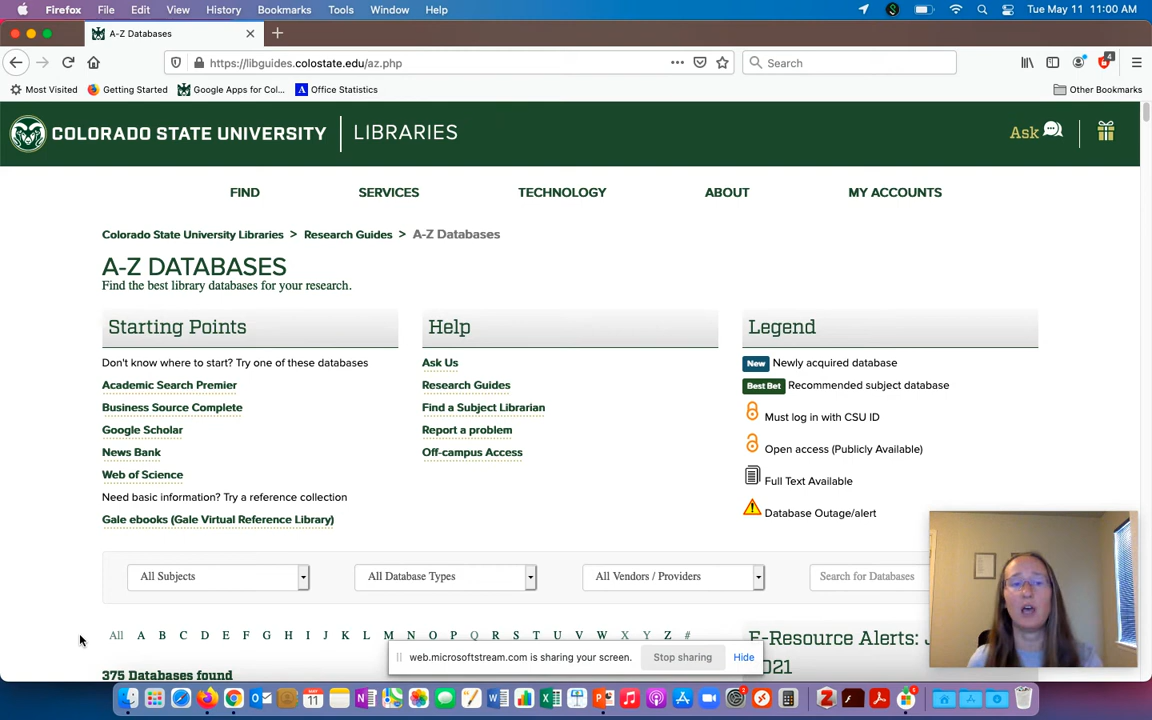 Firefox File Edit View History Bookmarks Tools Window Help Tue May 11 11:00 AM
A-Z Databases
https://libguides.colostate.edu/az.php Search 4
Most Visited Getting Started Google Apps for Col... Office Statistics Other Bookmarks
COLORADO STATE UNIVERSITY LIBRARIES Ask
FIND SERVICES TECHNOLOGY ABOUT MY ACCOUNTS
Colorado State University Libraries > Research Guides > A-Z Databases
A-Z DATABASES
Find the best library databases for your research.
Starting Points
Don't know where to start? Try one of these databases
Academic Search Premier
Business Source Complete
Google Scholar
News Bank
Web of Science
Need basic information? Try a reference collection
Gale ebooks (Gale Virtual Reference Library)
Help
Ask Us
Research Guides
Find a Subject Librarian
Report a problem
Off-campus Access
Legend
New Newly acquired database
Best Bet Recommended subject database
Must log in with CSU ID
Open access (Publicly Available)
Full Text Available
Database Outage/alert
All Subjects All Database Types All Vendors / Providers Search for Databases
All A B C D E F G H I J K L M N O P Q R S T U V W X Y Z #
E-Resource Alerts: J
2021
375 Databases found
web.microsoftstream.com is sharing your screen. Stop sharing Hide